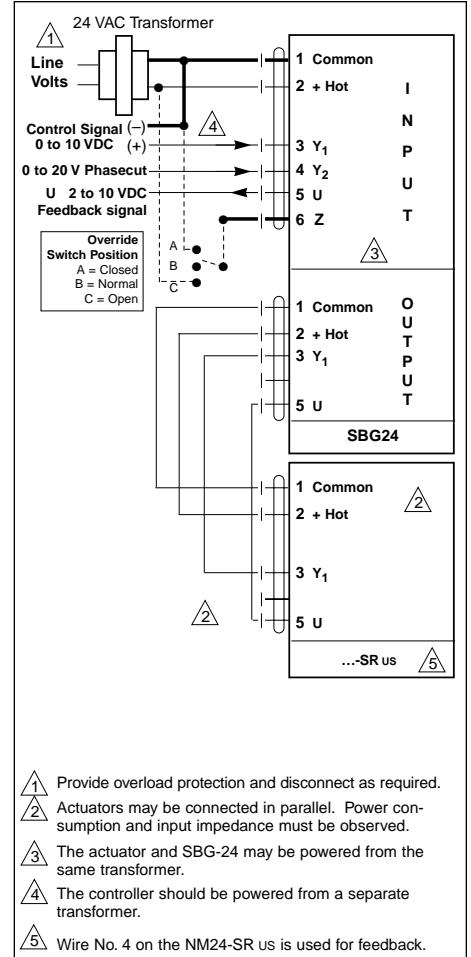 24 VAC Transformer
1
Line
Volts
1 Common
2 + Hot
Control Signal (–)
0 to 10 VDC (+)
4
3 Y1
0 to 20 V Phasecut
4 Y2
U 2 to 10 VDC
5 U
Feedback signal
6 Z
I
N
P
U
T
3
Override
Switch Position
A = Closed
B = Normal
C = Open
A
B
C
1 Common
2 + Hot
3 Y1
5 U
O
U
T
P
U
T
SBG24
1 Common
2
2 + Hot
3 Y1
2
5 U
...-SR US
5
1 Provide overload protection and disconnect as required.
2 Actuators may be connected in parallel. Power con-
sumption and input impedance must be observed.
3 The actuator and SBG-24 may be powered from the
same transformer.
4 The controller should be powered from a separate
transformer.
5 Wire No. 4 on the NM24-SR US is used for feedback.